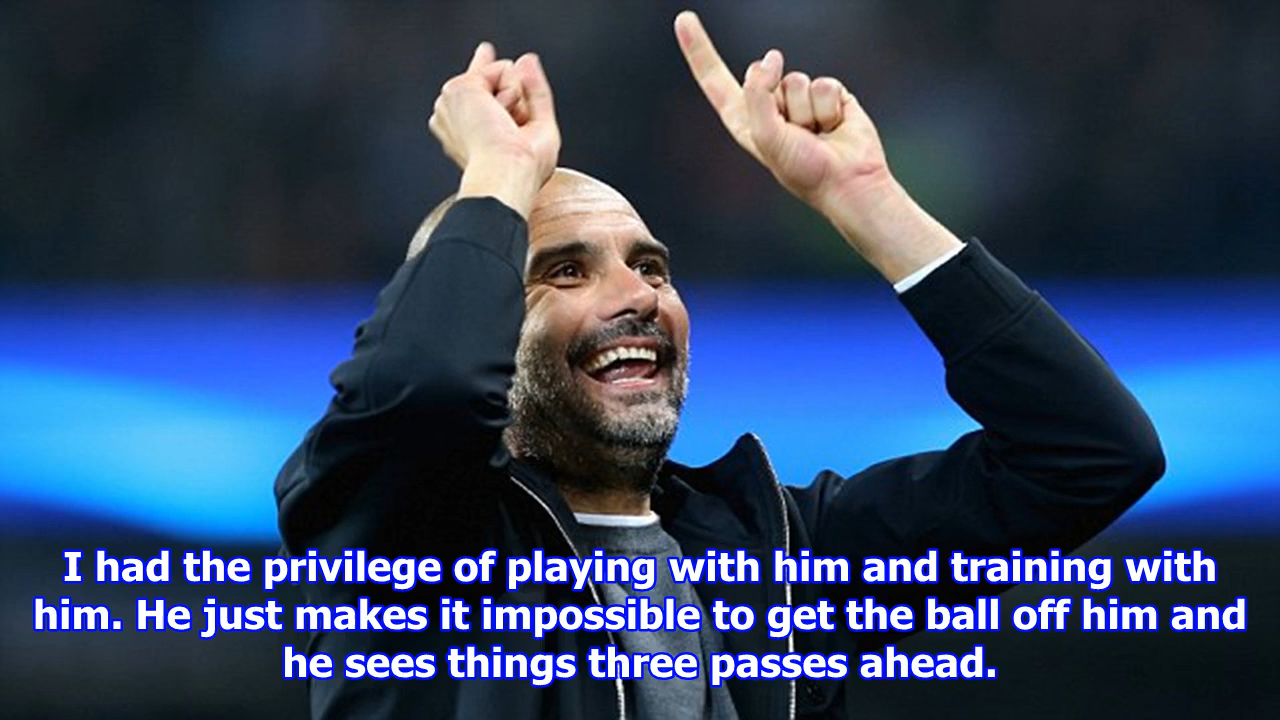 I had the privilege of playing with him and training with
him. He just makes it impossible to get the ball off him and
he sees things three passes ahead.